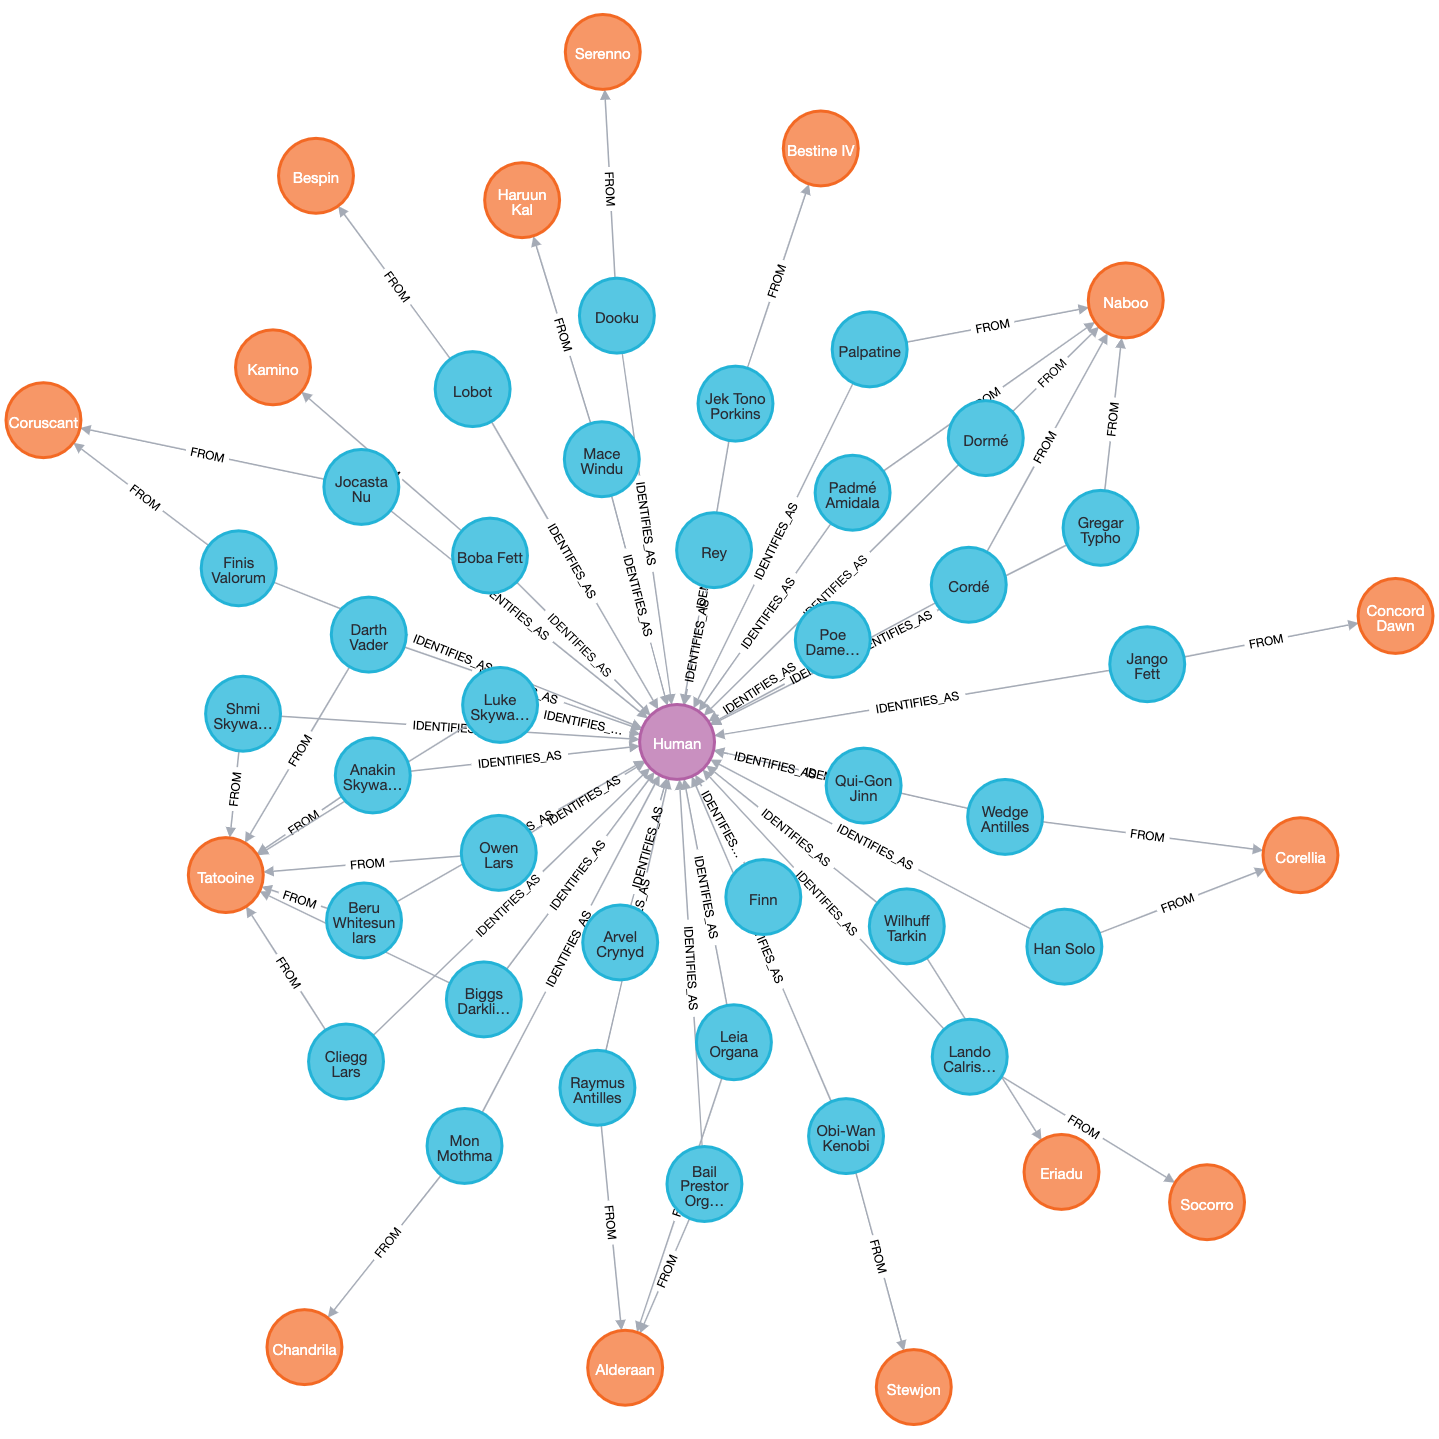 Serenno
Bestine IV
Bespin
Haruun
Kal
FROM
FROM
FROM
FROM
Naboo
Dooku
FROM
Palpatine
FROM
FROM
Kamino
Lobot
Jek Tono
Porkins
Coruscant
Dormé
FROM
FROM
Mace
Windu
Jocasta
Nu
Padmé
Amidala
FROM
IDENTIFIES_AS
Gregar
Typho
IDENTIFIES_AS
Rey
Boba Fett
IDENTIFIES_AS
Finis
Valorum
Cordé
IDENTIFIES_AS
IDENTIFIES_AS
IDENTIFIES_AS
Concord
Dawn
Darth
Vader
IDENTIFIES_AS
IDENTIFIES_AS
Poe
Dame…
FROM
IDENTIFIES_AS
Jango
Fett
Shmi
Skywa…
Luke
Skywa…
IDENTIFIES_AS
IDENTIFIES_AS
IDENTIFIES_…
Human
FROM
IDENTIFIES_AS
IDENTIFIES_AS
Anakin
Skywa…
FROM
FROM
IDENTIFIES_AS
Qui-Gon
Jinn
Wedge
Antilles
IDENTIFIES_…
IDENTIFIES_AS
IDENTIFIES_AS
FROM
Owen
Lars
FROM
Corellia
Tatooine
FROM
IDENTIFIES_AS
IDENTIFIES_AS
IDENTIFIES_AS
IDENTIFIES_AS
Beru
Whitesun
lars
Finn
IDENTIFIES_AS
FROM
Wilhuff
Tarkin
Arvel
Crynyd
Han Solo
IDENTIFIES_AS
IDENTIFIES_AS
FROM
Biggs
Darkli…
Cliegg
Lars
Leia
Organa
Lando
Calris…
Raymus
Antilles
FROM
Mon
Mothma
Obi-Wan
Kenobi
Bail
Prestor
Org…
Eriadu
Socorro
FROM
FROM
FROM
FROM
Chandrila
Alderaan
Stewjon